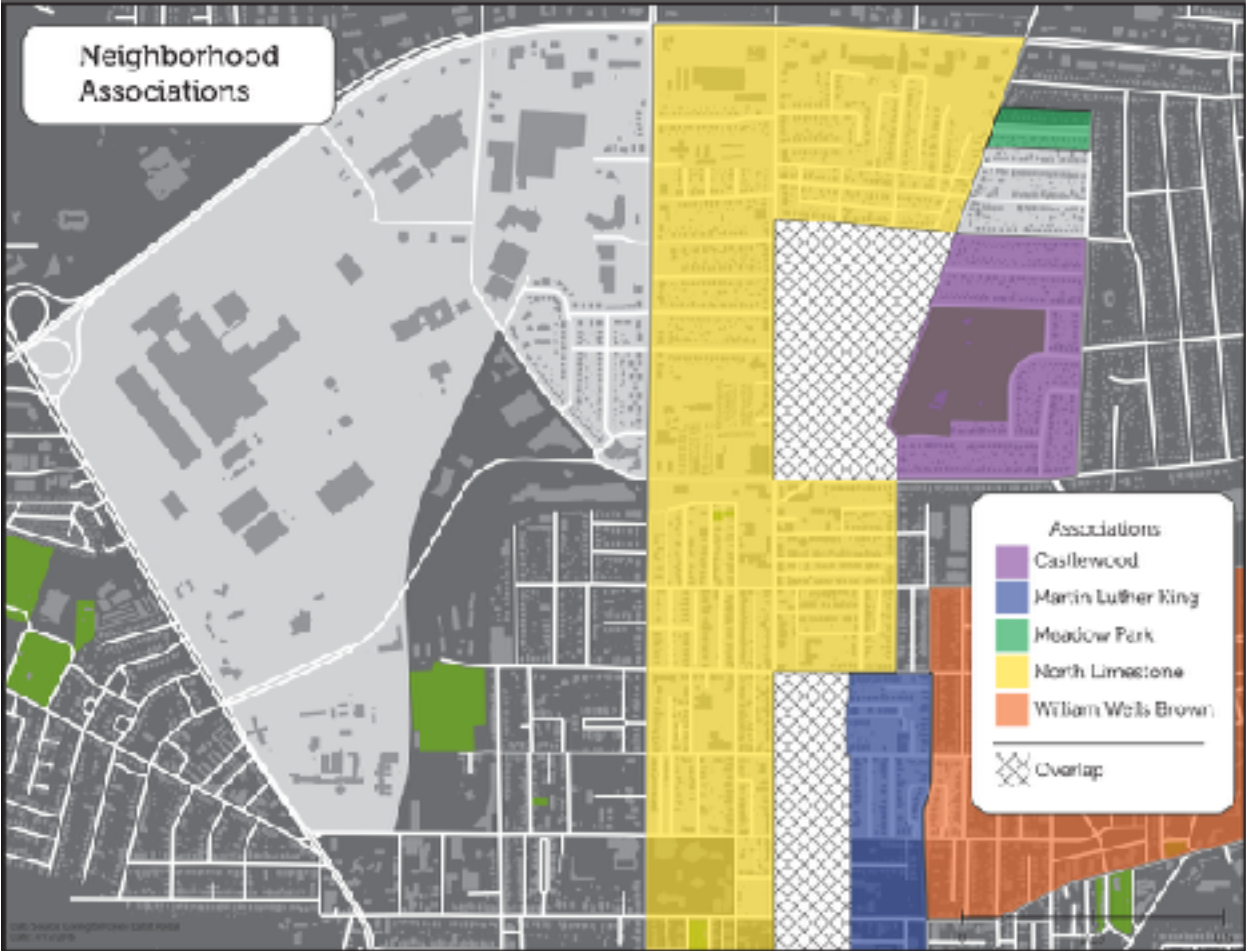 Neighborhood
Associations
Associations
Castlewood
Martin Luther King
Meadow Park
North Limestone
William Wells Brown
Overlap